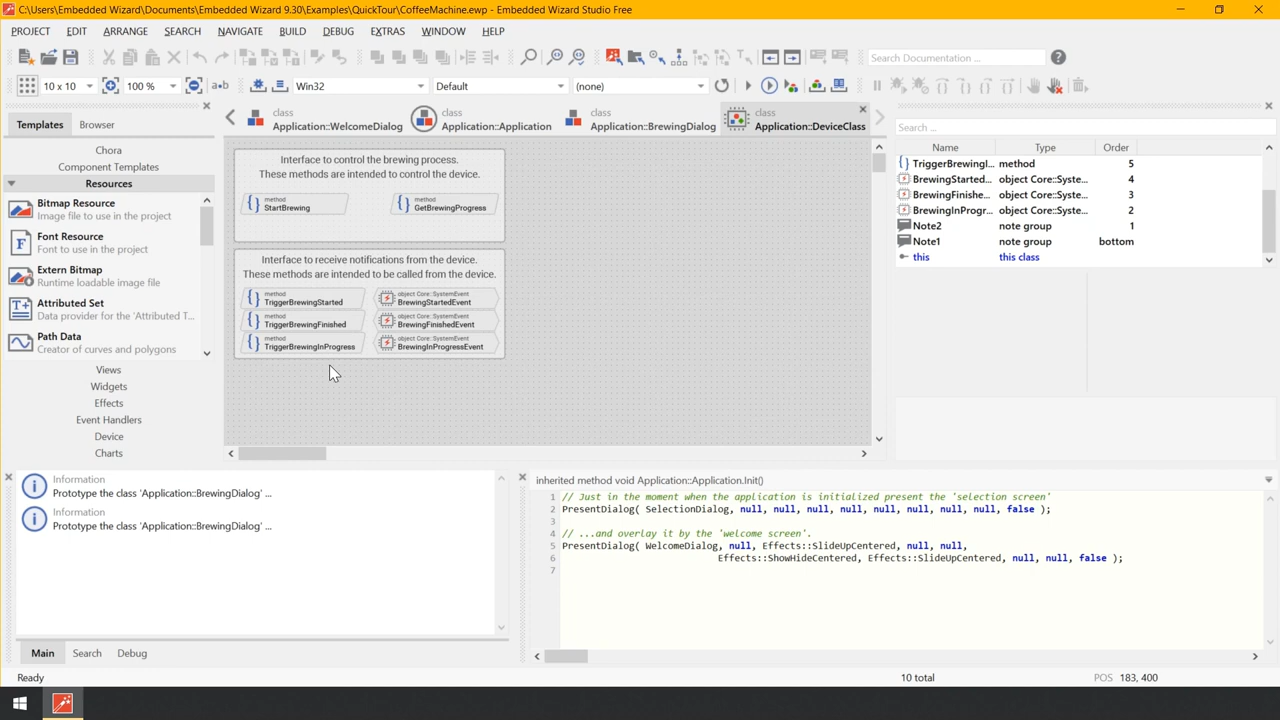 C:\Users\Embedded Wizard\Documents\Embedded Wizard 9.30\Examples\QuickTour\CoffeeMachine.ewp - Embedded Wizard Studio Free
PROJECT EDIT ARRANGE SEARCH NAVIGATE BUILD DEBUG EXTRAS WINDOW HELP
Search Documentation ...
10 x 10 100 % a-b Win32 Default (none)
Templates Browser
Chora
Component Templates
Resources
Bitmap Resource
Image file to use in the project
Font Resource
Font to use in the project
Extern Bitmap
Runtime loadable image file
Attributed Set
Data provider for the 'Attributed T...
Path Data
Creator of curves and polygons
Views
Widgets
Effects
Event Handlers
Device
Charts
class
Application::WelcomeDialog
class
Application::Application
class
Application::BrewingDialog
class
Application::DeviceClass
Interface to control the brewing process.
These methods are intended to control the device.
method
StartBrewing
method
GetBrewingProgress
Interface to receive notifications from the device.
These methods are intended to be called from the device.
method
TriggerBrewingStarted
object Core::SystemEvent
BrewingStartedEvent
method
TriggerBrewingFinished
object Core::SystemEvent
BrewingFinishedEvent
method
TriggerBrewingInProgress
object Core::SystemEvent
BrewingInProgressEvent
Search ...
Name Type Order
TriggerBrewingI... method 5
BrewingStarted... object Core::Syste... 4
BrewingFinishe... object Core::Syste... 3
BrewingInProgr... object Core::Syste... 2
Note2 note group 1
Note1 note group bottom
this this class
Information
Prototype the class 'Application::BrewingDialog' ...
Information
Prototype the class 'Application::BrewingDialog' ...
Main Search Debug
inherited method void Application::Application.Init()
1 // Just in the moment when the application is initialized present the 'selection screen'
2 PresentDialog( SelectionDialog, null, null, null, null, null, null, null, null, false );
3
4 // ...and overlay it by the 'welcome screen'.
5 PresentDialog( WelcomeDialog, null, Effects::SlideUpCentered, null, null,
6 Effects::ShowHideCentered, Effects::SlideUpCentered, null, null, false );
7
Ready 10 total POS 183, 400